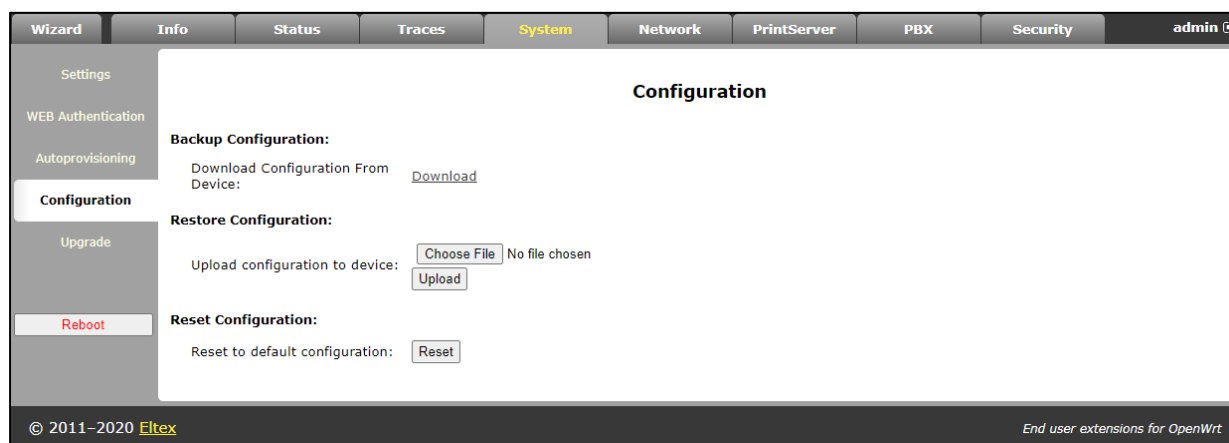 Wizard Info Status Traces System Network PrintServer PBX Security admin
Settings
WEB Authentication
Autoprovisioning
Configuration
Upgrade
Reboot
Configuration
Backup Configuration:
Download Configuration From
Device:
Download
Restore Configuration:
Upload configuration to device:
Choose File No file chosen
Upload
Reset Configuration:
Reset to default configuration:
Reset
© 2011–2020 Eltex
End user extensions for OpenWrt